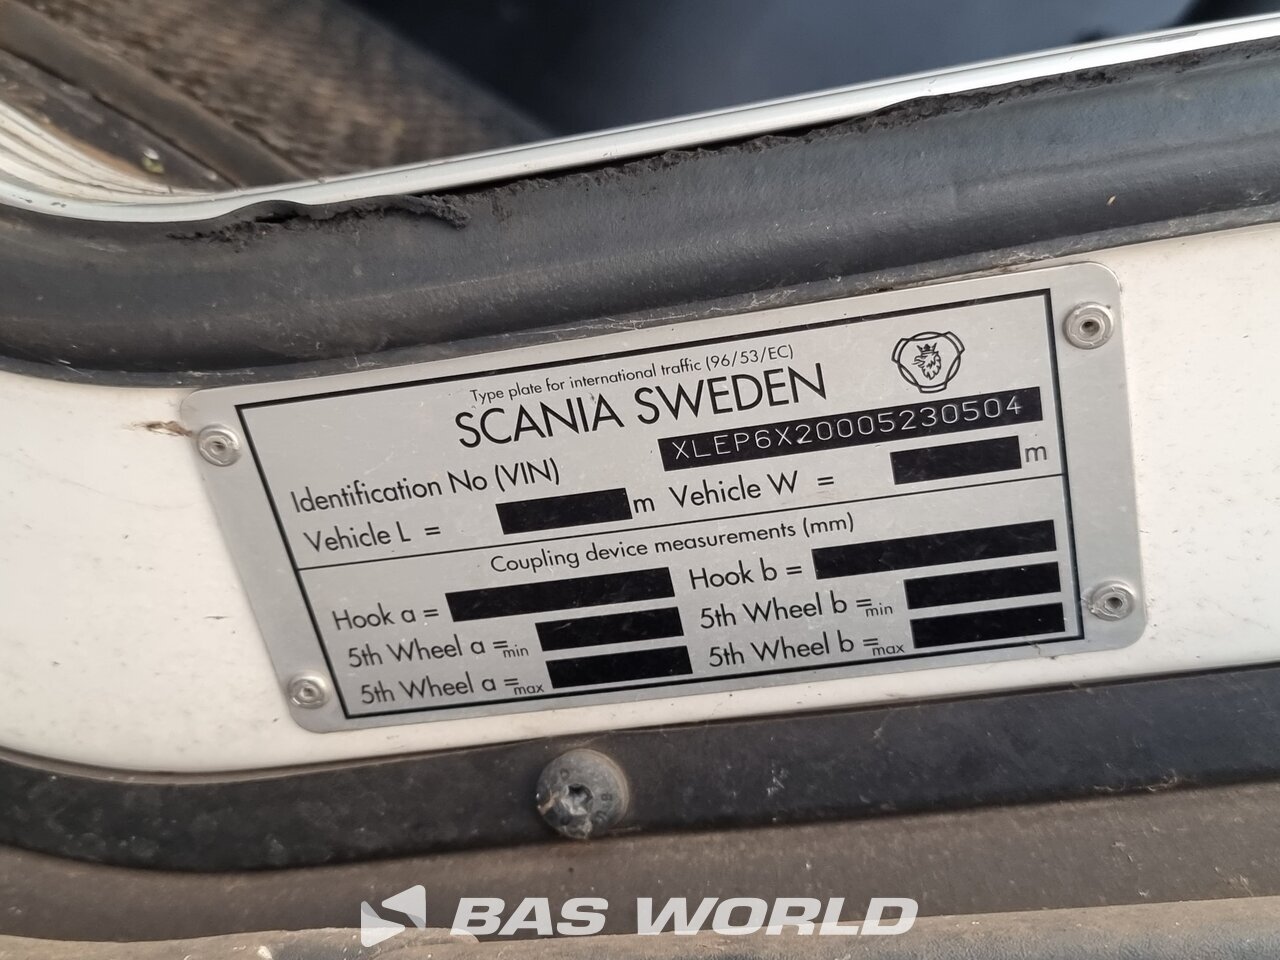 Type plate for international traffic (96/53/EC)
SCANIA SWEDEN
Identification No (VIN) XLEP6X20005230504
Vehicle L = m Vehicle W = m
Coupling device measurements (mm)
Hook a = Hook b =
5th Wheel a =min 5th Wheel b =min
5th Wheel a =max 5th Wheel b =max
BAS WORLD